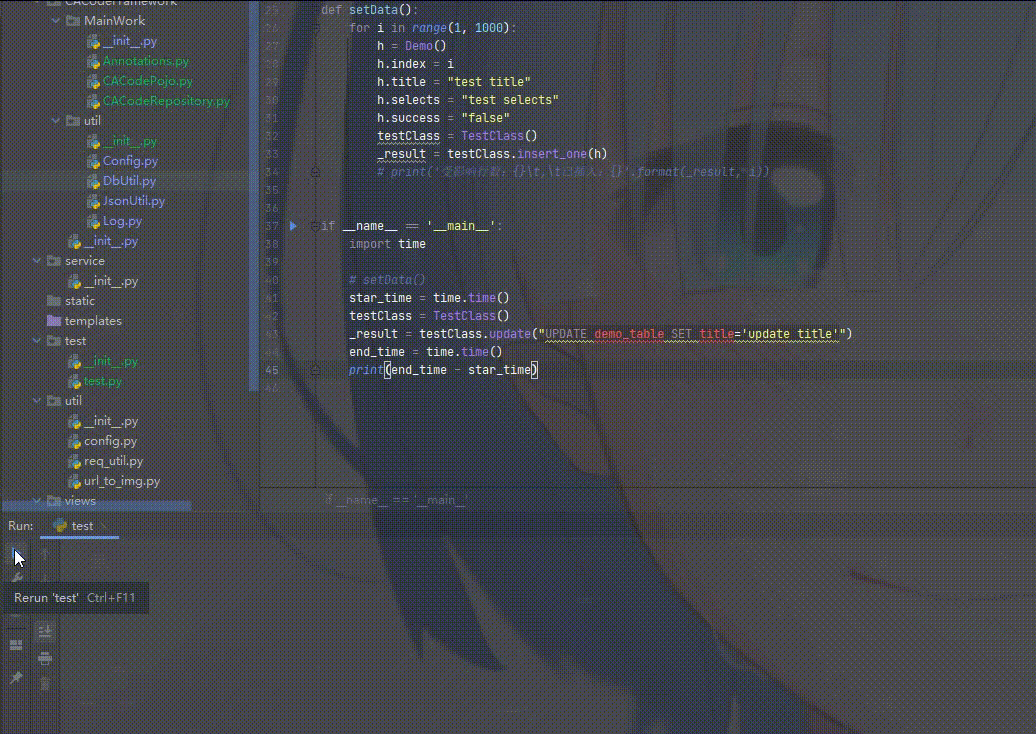 CACodeFramework
MainWork
__init__.py
Annotations.py
CACodePojo.py
CACodeRepository.py
util
__init__.py
Config.py
DbUtil.py
JsonUtil.py
Log.py
__init__.py
service
__init__.py
static
templates
test
__init__.py
test.py
util
__init__.py
config.py
req_util.py
url_to_img.py
views
25 def setData():
26 for i in range(1, 1000):
27 h = Demo()
28 h.index = i
29 h.title = "test title"
30 h.selects = "test selects"
31 h.success = "false"
32 testClass = TestClass()
33 _result = testClass.insert_one(h)
34 # print('受影响行数：{}\t,\t已插入：{}'.format(_result, i))
35
36
37 if __name__ == '__main__':
38 import time
39
40 # setData()
41 star_time = time.time()
42 testClass = TestClass()
43 _result = testClass.update("UPDATE demo_table SET title='update title'")
44 end_time = time.time()
45 print(end_time - star_time)
46
if __name__ == '__main__'
Run: test
Rerun 'test' Ctrl+F11